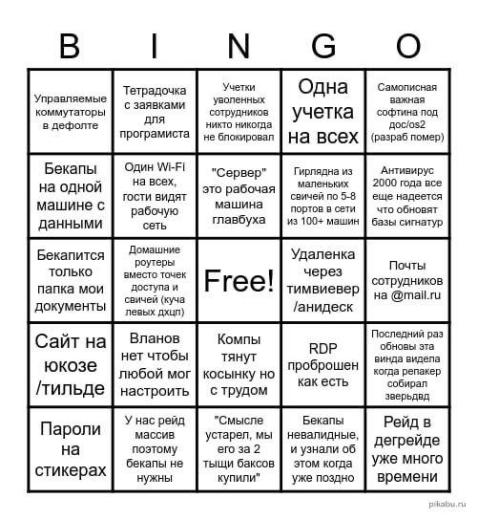 B I N G O
Управляемые
коммутаторы
в дефолте
Тетрадочка
с заявками
для
програмиста
Учетки
уволенных
сотрудников
никто никогда
не блокировал
Одна
учетка
на всех
Самописная
важная
софтина под
дос/os2
(разраб помер)
Бекапы
на одной
машине с
данными
Один Wi-Fi
на всех,
гости видят
рабочую
сеть
"Сервер"
это рабочая
машина
главбуха
Гирлядна из
маленьких
свичей по 5-8
портов в сети
из 100+ машин
Антивирус
2000 года все
еще надеется
что обновят
базы сигнатур
Бекапится
только
папка мои
документы
Домашние
роутеры
вместо точек
доступа и
свичей (куча
левых дхцп)
Free!
Удаленка
через
тимвиевер
/анидеск
Почты
сотрудников
на @mail.ru
Сайт на
юкозе
/тильде
Вланов
нет чтобы
любой мог
настроить
Компы
тянут
косынку но
с трудом
RDP
проброшен
как есть
Последний раз
обновы эта
винда видела
когда репакер
собирал
зверьдвд
Пароли
на
стикерах
У нас рейд
массив
поэтому
бекапы не
нужны
"Смысле
устарел, мы
его за 2
тыщи баксов
купили"
Бекапы
невалидные,
и узнали об
этом когда
уже поздно
Рейд в
дегрейде
уже много
времени
pikabu.ru